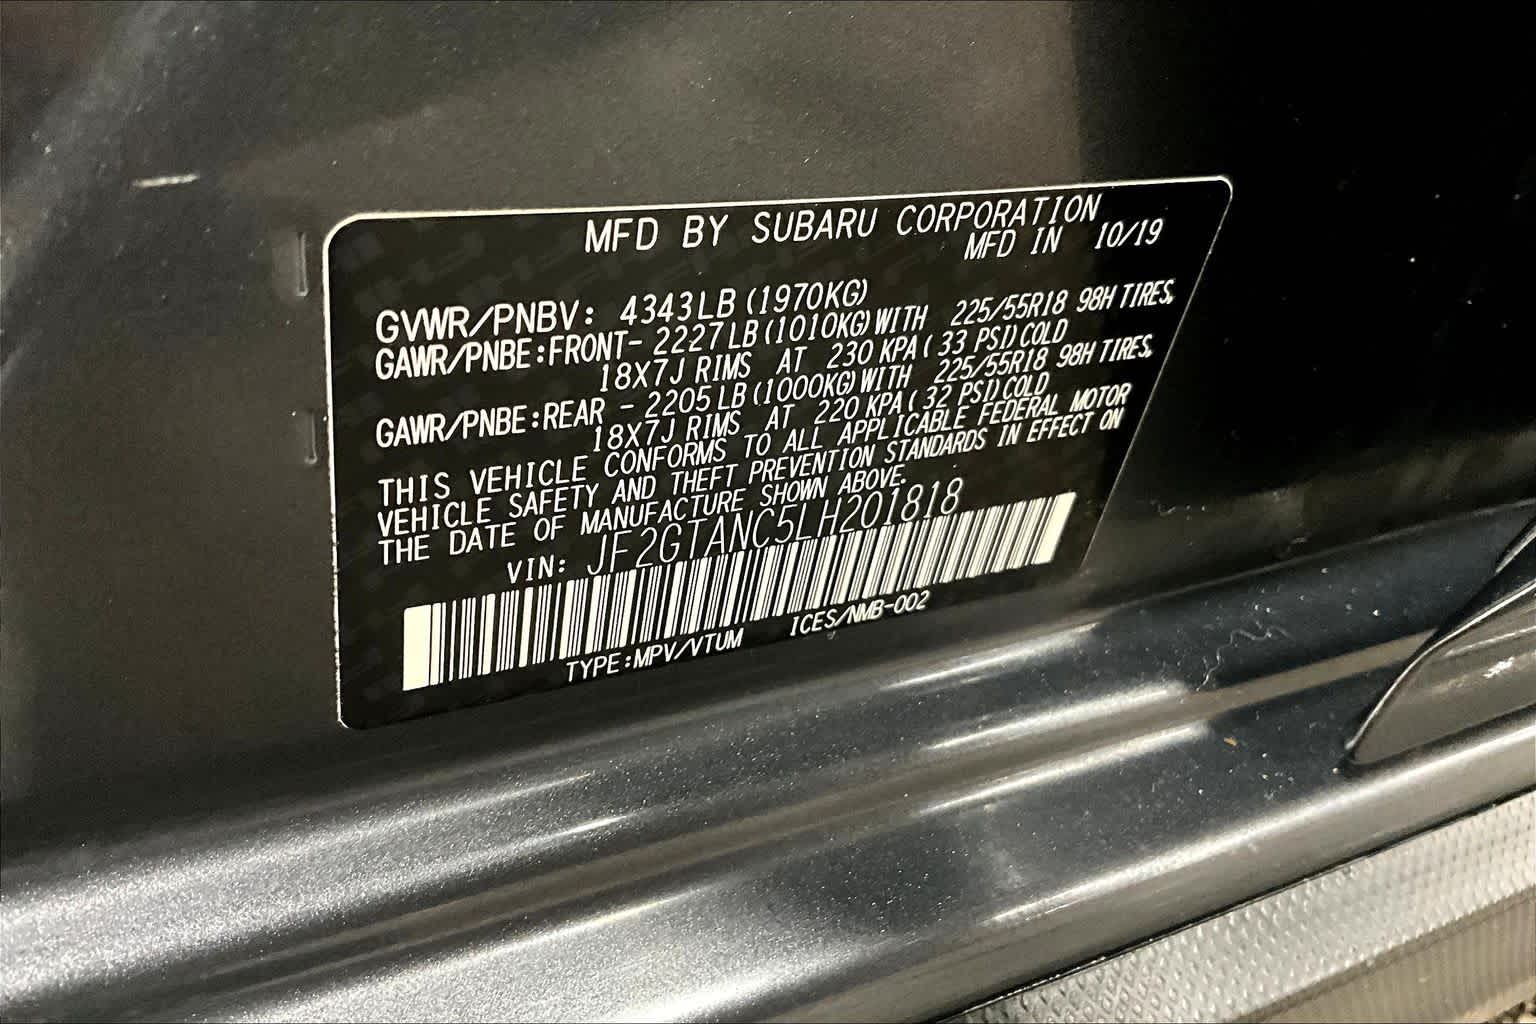 MFD BY SUBARU CORPORATION
MFD IN 10/19
GVWR/PNBV: 4343LB (1970KG)
GAWR/PNBE:FRONT- 2227LB (1010KG) WITH 225/55R18 98H TIRES,
18X7J RIMS AT 230 KPA ( 33 PSI) COLD
GAWR/PNBE:REAR - 2205LB (1000KG) WITH 225/55R18 98H TIRES,
18X7J RIMS AT 220 KPA ( 32 PSI) COLD
THIS VEHICLE CONFORMS TO ALL APPLICABLE FEDERAL MOTOR
VEHICLE SAFETY AND THEFT PREVENTION STANDARDS IN EFFECT ON
THE DATE OF MANUFACTURE SHOWN ABOVE.
VIN: JF2GTANC5LH201818
TYPE:MPV/VTUM ICES/NMB-002